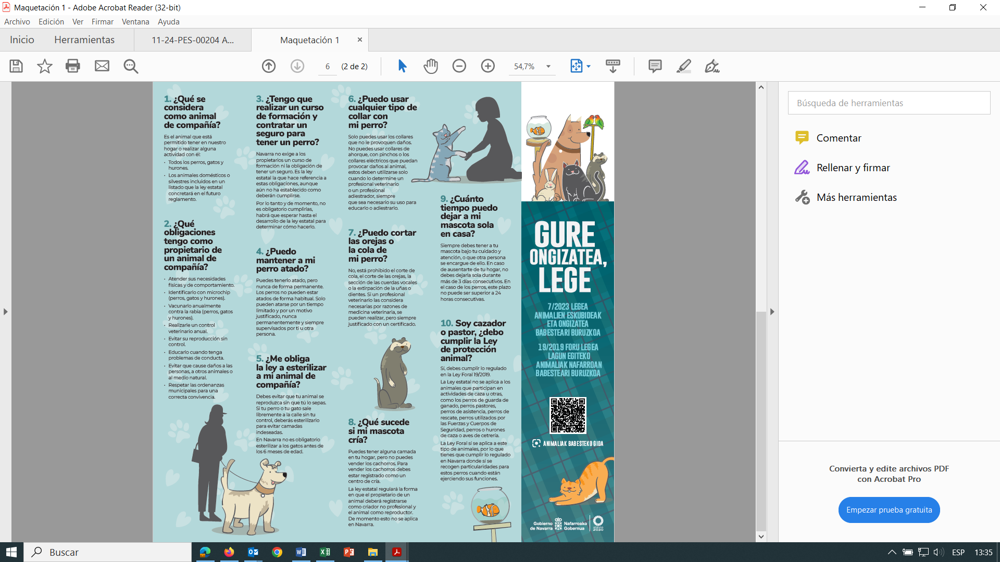 Maquetación 1 - Adobe Acrobat Reader (32-bit)
Archivo Edición Ver Firmar Ventana Ayuda
Inicio Herramientas 11-24-PES-00204 A... Maquetación 1
6 (2 de 2) 54,7%
1. ¿Qué se
considera
como animal
de compañía?
Es el animal que está
permitido tener en nuestro
hogar o realizar alguna
actividad con él:
· Todos los perros, gatos y
hurones.
· Los animales domésticos o
silvestres incluidos en un
listado que la ley estatal
concretará en el futuro
reglamento.
2. ¿Qué
obligaciones
tengo como
propietario de
un animal de
compañía?
· Atender sus necesidades
físicas y de comportamiento.
· Identificarlo con microchip
(perros, gatos y hurones).
· Vacunarlo anualmente
contra la rabia (perros, gatos
y hurones).
· Realizarle un control
veterinario anual.
· Evitar su reproducción sin
control.
· Educarlo cuando tenga
problemas de conducta.
· Evitar que cause daños a las
personas, a otros animales o
al medio natural.
· Respetar las ordenanzas
municipales para una
correcta convivencia.
3. ¿Tengo que
realizar un curso
de formación y
contratar un
seguro para
tener un perro?
Navarra no exige a los
propietarios un curso de
formación ni la obligación de
tener un seguro. Es la ley
estatal la que hace referencia a
estas obligaciones, aunque
aún no ha establecido como
deberán cumplirse.
Por lo tanto y de momento, no
es obligatorio cumplirlas,
habrá que esperar hasta el
desarrollo de la ley estatal para
determinar cómo hacerlo.
4. ¿Puedo
mantener a mi
perro atado?
Puedes tenerlo atado, pero
nunca de forma permanente.
Los perros no pueden estar
atados de forma habitual. Solo
pueden atarse por un tiempo
limitado y por un motivo
justificado, nunca
permanentemente y siempre
supervisados por ti u otra
persona.
5. ¿Me obliga
la ley a esterilizar
a mi animal de
compañía?
Debes evitar que tu animal se
reproduzca sin que tú lo sepas.
Si tu perro o tu gato sale
libremente a la calle sin tu
control, deberás esterilizarlo
para evitar camadas
indeseadas.
En Navarra no es obligatorio
esterilizar a los gatos antes de
los 6 meses de edad.
6. ¿Puedo usar
cualquier tipo de
collar con
mi perro?
Solo puedes usar los collares
que no le provoquen daños.
No puedes usar collares de
ahorque, con pinchos o los
collares eléctricos que puedan
provocar daños al animal,
estos deben utilizarse solo
cuando lo determine un
profesional veterinario
o un profesional
adiestrador, siempre
que sea necesario su uso para
educarlo o adiestrarlo.
7. ¿Puedo cortar
las orejas o
la cola de
mi perro?
No, está prohibido el corte de
cola, el corte de las orejas, la
sección de las cuerdas vocales
o la extirpación de la uñas o
dientes. Si un profesional
veterinario las considera
necesarias por razones de
medicina veterinaria, se
pueden realizar, pero siempre
justificado con un certificado.
8. ¿Qué sucede
si mi mascota
cría?
Puedes tener alguna camada
en tu hogar, pero no puedes
vender los cachorros. Para
vender los cachorros debes
estar registrado como un
centro de cría.
La ley estatal regulará la forma
en que el propietario de un
animal deberá registrarse
como criador no profesional y
el animal como reproductor.
De momento esto no se aplica
en Navarra.
9. ¿Cuánto
tiempo puedo
dejar a mi
mascota sola
en casa?
Siempre debes tener a tu
mascota bajo tu cuidado y
atención, o que otra persona
se encargue de ello. En caso
de ausentarte de tu hogar, no
debes dejarla sola durante
más de 3 días consecutivos. En
el caso de los perros, este plazo
no puede ser superior a 24
horas consecutivas.
10. Soy cazador
o pastor, ¿debo
cumplir la Ley
de protección
animal?
Sí, debes cumplir lo regulado
en la Ley Foral 19/2019.
La Ley estatal no se aplica a los
animales que participan en
actividades de caza u otras,
como los perros de guarda de
ganado, perros pastores,
perros de asistencia, perros de
rescate, perros utilizados por
las Fuerzas y Cuerpos de
Seguridad, perros o hurones
de caza o aves de cetrería.
La Ley Foral sí se aplica a este
tipo de animales, por lo que
tienes que cumplir lo regulado
en Navarra donde sí se
recogen particularidades para
estos perros cuando están
ejerciendo sus funciones.
GURE
ONGIZATEA,
LEGE
7/2023 LEGEA
ANIMALIEN ESKUBIDEAK
ETA ONGIZATEA
BABESTEARI BURUZKOA
19/2019 FORU LEGEA
LAGUN EGITEKO
ANIMALIAK NAFARROAN
BABESTEARI BURUZKOA
ANIMALIAK BABESTEKO GIDA
Gobierno
de Navarra
Nafarroako
Gobernua
AGENDA
2030
Búsqueda de herramientas
Comentar
Rellenar y firmar
Más herramientas
Convierta y edite archivos PDF
con Acrobat Pro
Empezar prueba gratuita
Buscar
ESP 13:35